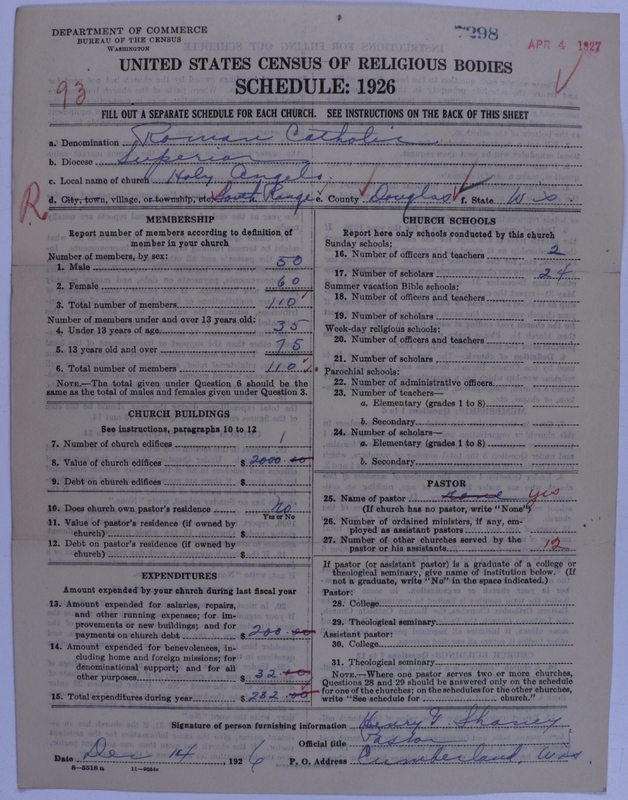 DEPARTMENT OF COMMERCE
BUREAU OF THE CENSUS
WASHINGTON
7298
APR 4 1927
UNITED STATES CENSUS OF RELIGIOUS BODIES
SCHEDULE: 1926
93
FILL OUT A SEPARATE SCHEDULE FOR EACH CHURCH. SEE INSTRUCTIONS ON THE BACK OF THIS SHEET
a. Denomination Roman Catholic
b. Diocese Superior
c. Local name of church Holy Angels
R d. City, town, village, or township, etc. South Range e. County Douglas f. State Wis
MEMBERSHIP
Report number of members according to definition of
member in your church
Number of members, by sex:
1. Male 50
2. Female 60
3. Total number of members 110
Number of members under and over 13 years old:
4. Under 13 years of age 35
5. 13 years old and over 75
6. Total number of members 110
NOTE.—The total given under Question 6 should be the
same as the total of males and females given under Question 3.
CHURCH BUILDINGS
See instructions, paragraphs 10 to 12
7. Number of church edifices 1
8. Value of church edifices $ 2000.00
9. Debt on church edifices $
10. Does church own pastor's residence No
Yes or No
11. Value of pastor's residence (if owned by
church) $
12. Debt on pastor's residence (if owned by
church) $
EXPENDITURES
Amount expended by your church during last fiscal year
13. Amount expended for salaries, repairs,
and other running expenses; for im-
provements or new buildings; and for
payments on church debt $ 200.00
14. Amount expended for benevolences, in-
cluding home and foreign missions; for
denominational support; and for all
other purposes $ 32.00
15. Total expenditures during year $ 232.00
CHURCH SCHOOLS
Report here only schools conducted by this church
Sunday schools:
16. Number of officers and teachers 2
17. Number of scholars 24
Summer vacation Bible schools:
18. Number of officers and teachers
19. Number of scholars
Week-day religious schools:
20. Number of officers and teachers
21. Number of scholars
Parochial schools:
22. Number of administrative officers
23. Number of teachers—
a. Elementary (grades 1 to 8)
b. Secondary
24. Number of scholars—
a. Elementary (grades 1 to 8)
b. Secondary
PASTOR
25. Name of pastor None yes
(If church has no pastor, write "None")
26. Number of ordained ministers, if any, em-
ployed as assistant pastors
27. Number of other churches served by the
pastor or his assistants 12
If pastor (or assistant pastor) is a graduate of a college or
theological seminary, give name of institution below. (If
not a graduate, write "No" in the space indicated.)
Pastor:
28. College
29. Theological seminary
Assistant pastor:
30. College
31. Theological seminary
NOTE.—Where one pastor serves two or more churches,
Questions 28 and 29 should be answered only on the schedule
for one of the churches; on the schedules for the other churches,
write "See schedule for church."
Signature of person furnishing information Henry F Shaney
Official title Pastor
Date Dec 14, 1926 P. O. Address Cumberland, Wis
8—5518a 11—9024a